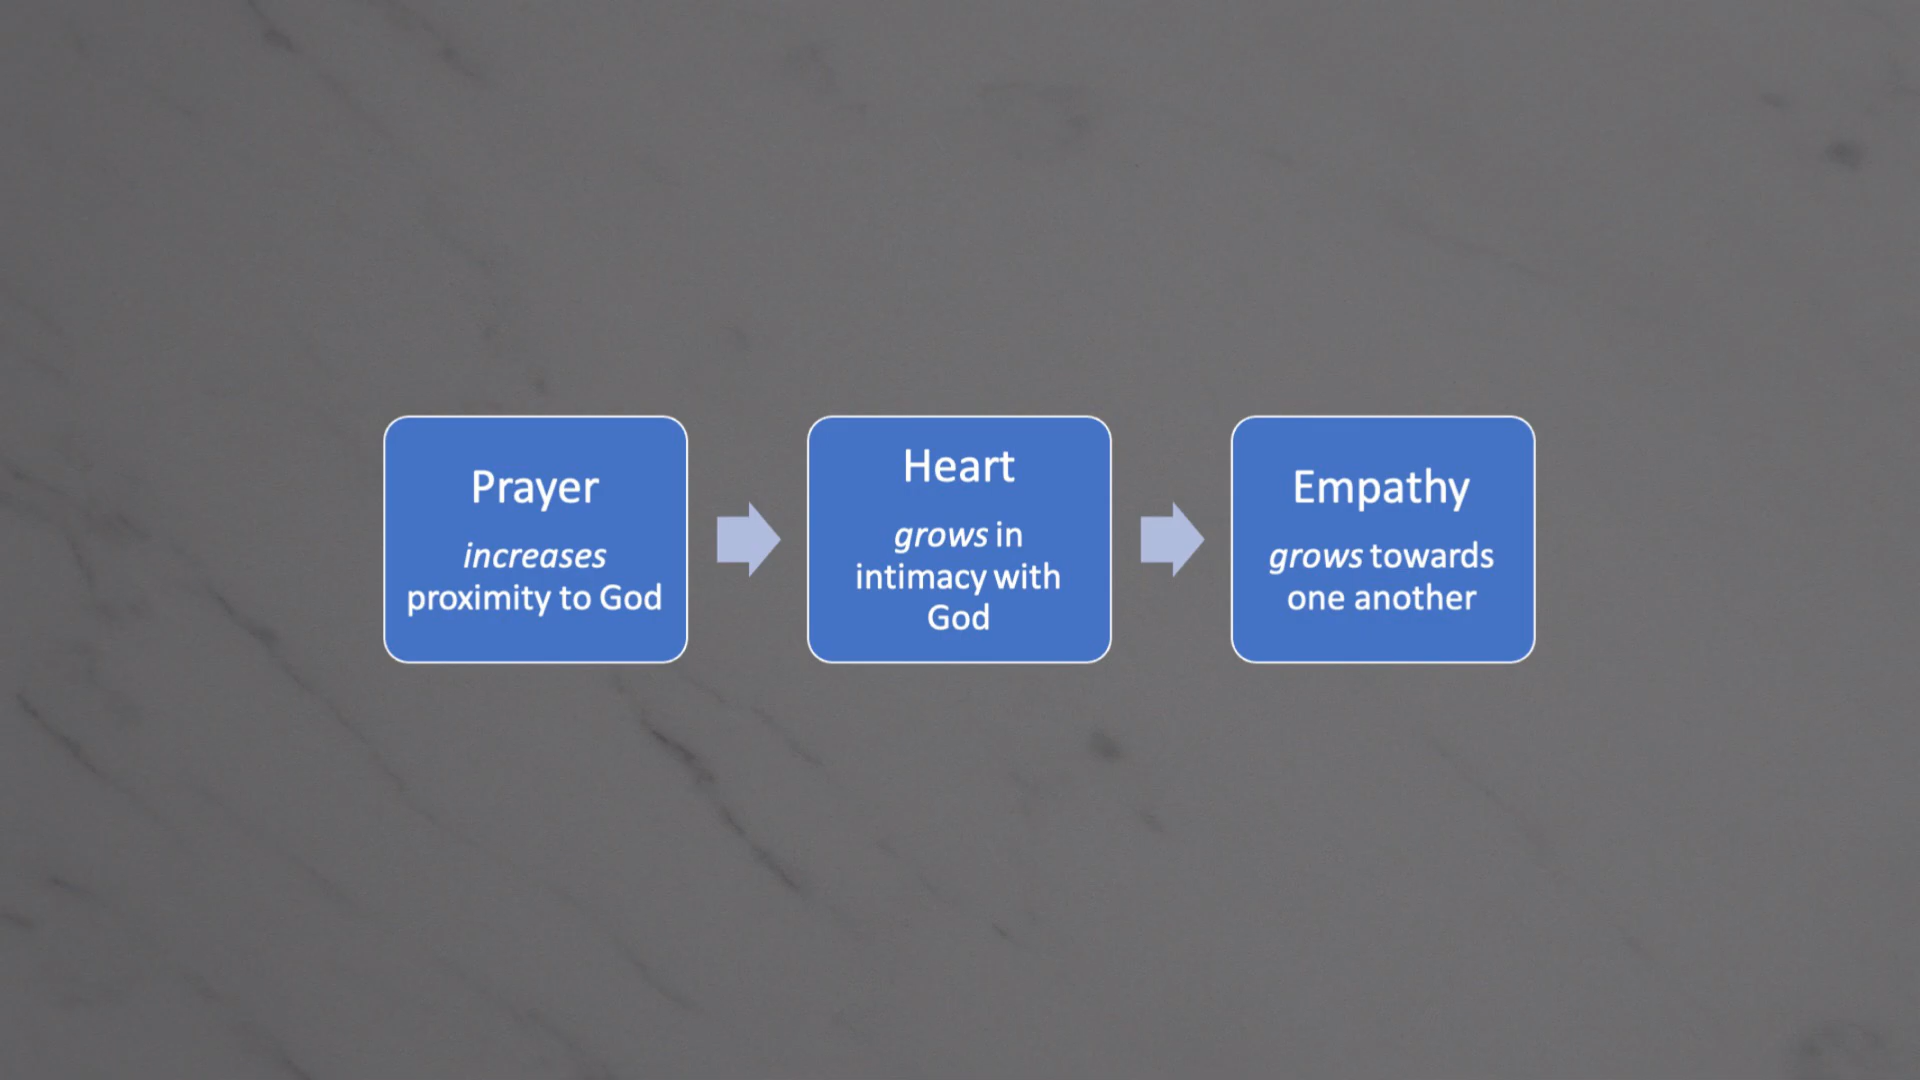 Prayer
increases
proximity to God
Heart
grows in
intimacy with
God
Empathy
grows towards
one another